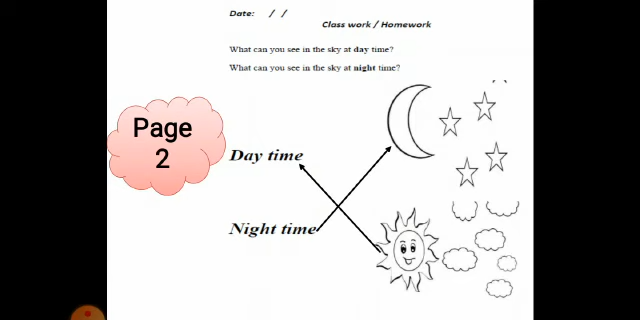 Date: / /
Class work / Homework
What can you see in the sky at day time?
What can you see in the sky at night time?
Page
2
Day time
Night time